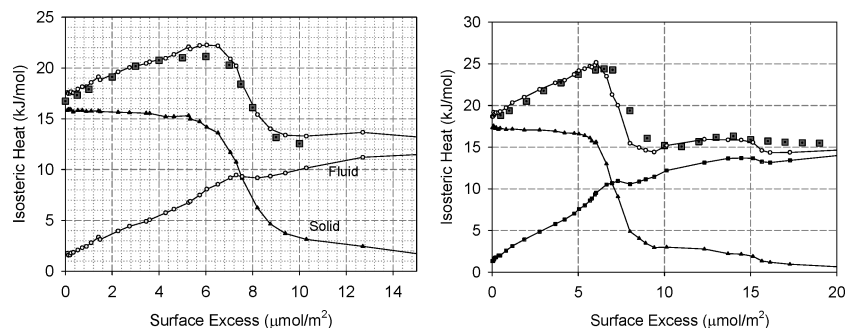 Isosteric Heat (kJ/mol)
25
20
15
10
5
0
Fluid
Solid
0 2 4 6 8 10 12 14
Surface Excess (μmol/m²)
Isosteric Heat (kJ/mol)
30
25
20
15
10
5
0
0 5 10 15 20
Surface Excess (μmol/m²)